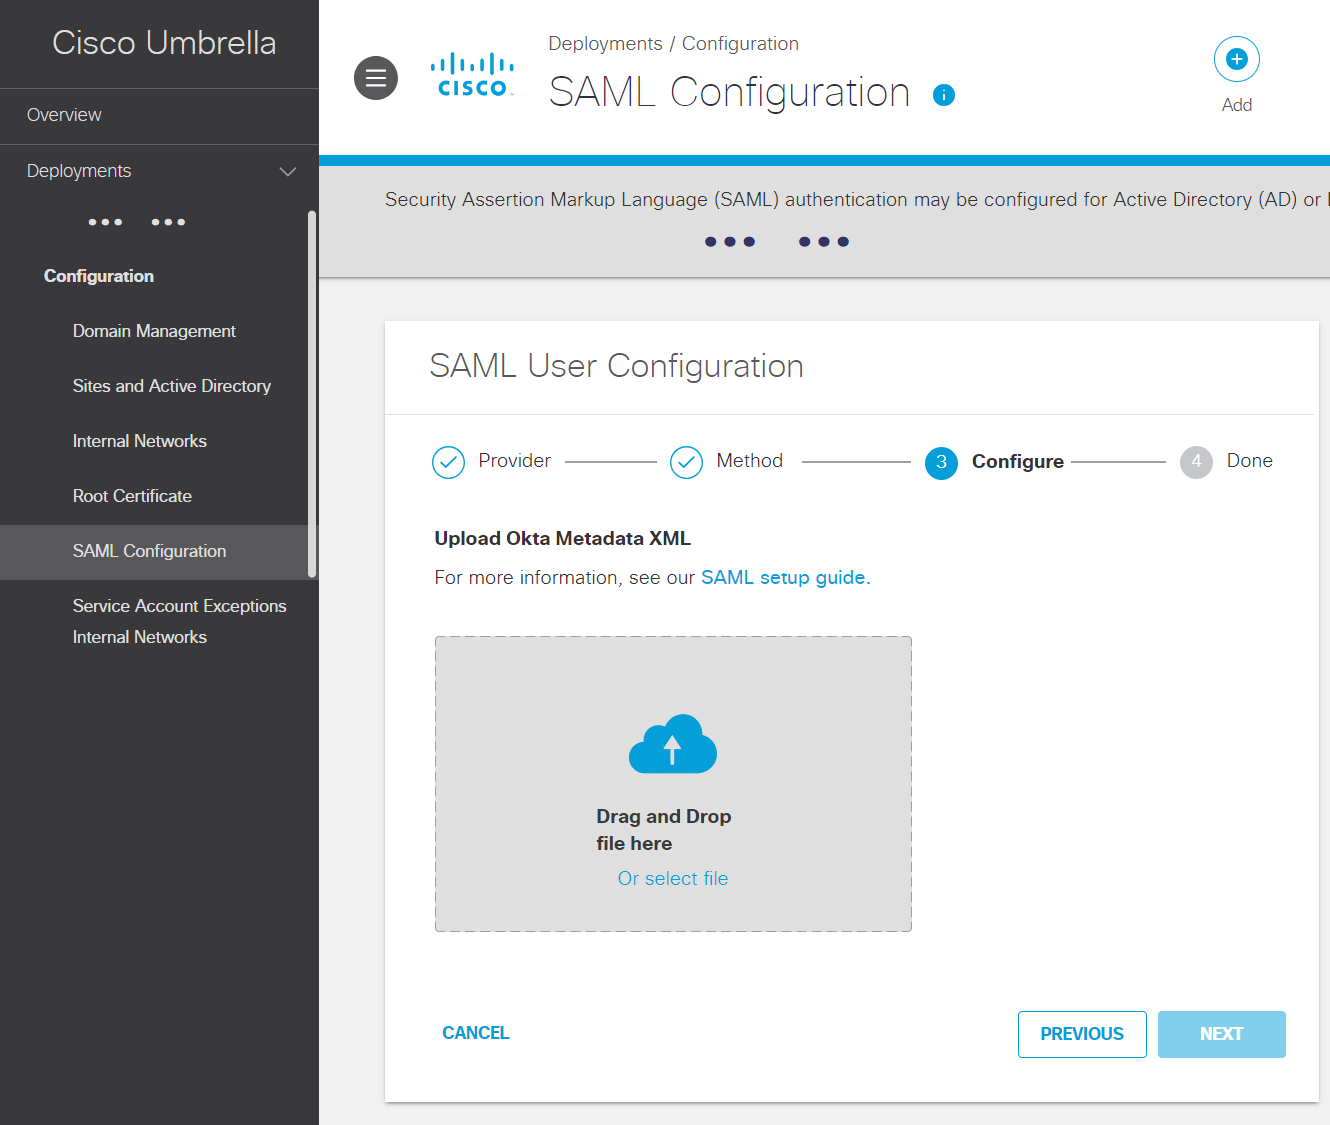 Cisco Umbrella
Overview
Deployments
Configuration
Domain Management
Sites and Active Directory
Internal Networks
Root Certificate
SAML Configuration
Service Account Exceptions
Internal Networks
CISCO
Deployments / Configuration
SAML Configuration
i
Add
Security Assertion Markup Language (SAML) authentication may be configured for Active Directory (AD) or
SAML User Configuration
Provider
Method
3 Configure
4 Done
Upload Okta Metadata XML
For more information, see our SAML setup guide.
Drag and Drop
file here
Or select file
CANCEL
PREVIOUS
NEXT